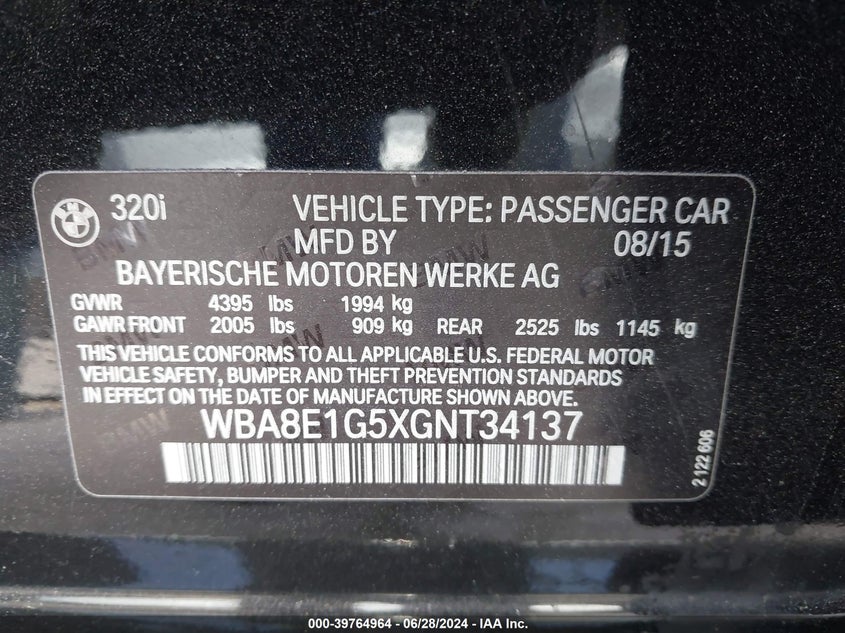 320i VEHICLE TYPE: PASSENGER CAR
MFD BY 08/15
BAYERISCHE MOTOREN WERKE AG
GVWR 4395 lbs 1994 kg
GAWR FRONT 2005 lbs 909 kg REAR 2525 lbs 1145 kg
THIS VEHICLE CONFORMS TO ALL APPLICABLE U.S. FEDERAL MOTOR
VEHICLE SAFETY, BUMPER AND THEFT PREVENTION STANDARDS
IN EFFECT ON THE DATE OF MANUFACTURE SHOWN ABOVE.
WBA8E1G5XGNT34137
2 122 606
000-39764964 - 06/28/2024 - IAA Inc.